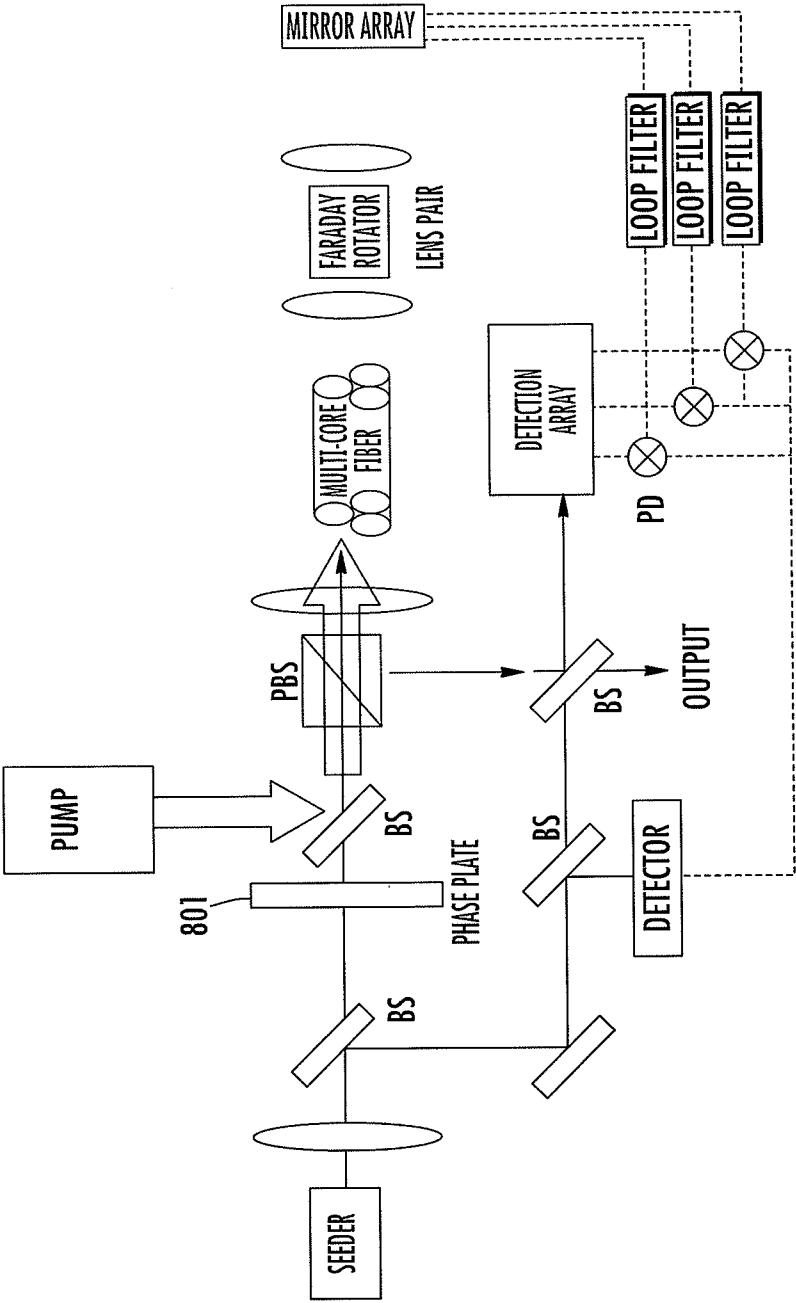 MIRROR ARRAY
LOOP FILTER
LOOP FILTER
LOOP FILTER
FARADAY
ROTATOR
LENS PAIR
MULTI-CORE
FIBER
DETECTION
ARRAY
PD
PBS
BS
OUTPUT
PUMP
BS
BS
801
PHASE PLATE
DETECTOR
BS
SEEDER